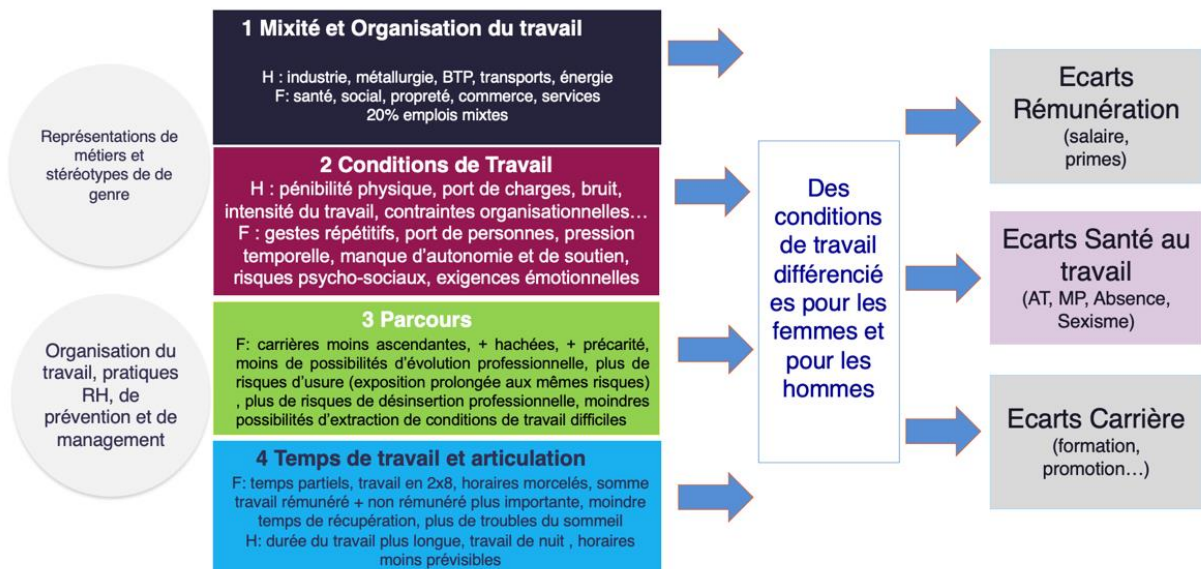 Représentations de
métiers et
stéréotypes de de
genre
Organisation du
travail, pratiques
RH, de
prévention et de
management
1 Mixité et Organisation du travail
H : industrie, métallurgie, BTP, transports, énergie
F: santé, social, propreté, commerce, services
20% emplois mixtes
2 Conditions de Travail
H : pénibilité physique, port de charges, bruit,
intensité du travail, contraintes organisationnelles…
F : gestes répétitifs, port de personnes, pression
temporelle, manque d'autonomie et de soutien,
risques psycho-sociaux, exigences émotionnelles
3 Parcours
F: carrières moins ascendantes, + hachées, + précarité,
moins de possibilités d'évolution professionnelle, plus de
risques d'usure (exposition prolongée aux mêmes risques)
, plus de risques de désinsertion professionnelle, moindres
possibilités d'extraction de conditions de travail difficiles
4 Temps de travail et articulation
F: temps partiels, travail en 2x8, horaires morcelés, somme
travail rémunéré + non rémunéré plus importante, moindre
temps de récupération, plus de troubles du sommeil
H: durée du travail plus longue, travail de nuit , horaires
moins prévisibles
Des
conditions
de travail
différencié
es pour les
femmes et
pour les
hommes
Ecarts
Rémunération
(salaire,
primes)
Ecarts Santé au
travail
(AT, MP, Absence,
Sexisme)
Ecarts Carrière
(formation,
promotion…)